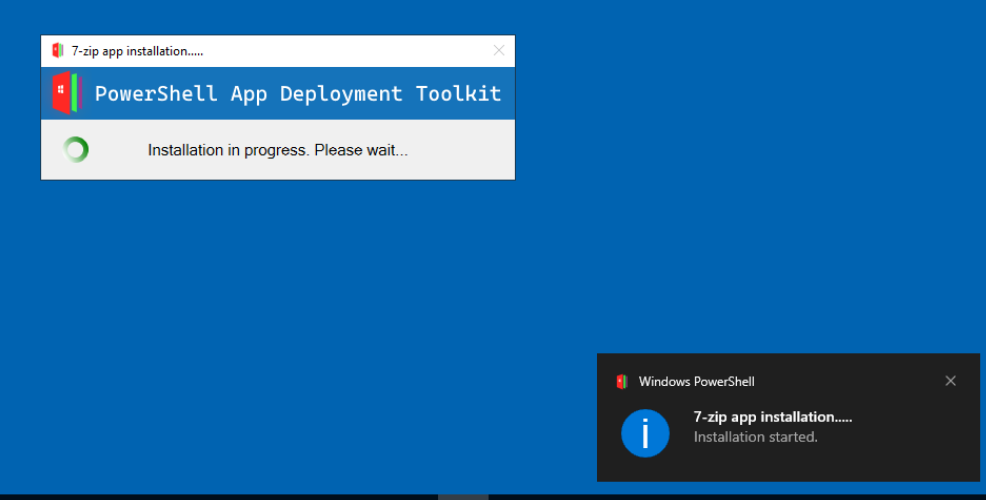 7-zip app installation.....
PowerShell App Deployment Toolkit
Installation in progress. Please wait...
Windows PowerShell
7-zip app installation.....
Installation started.